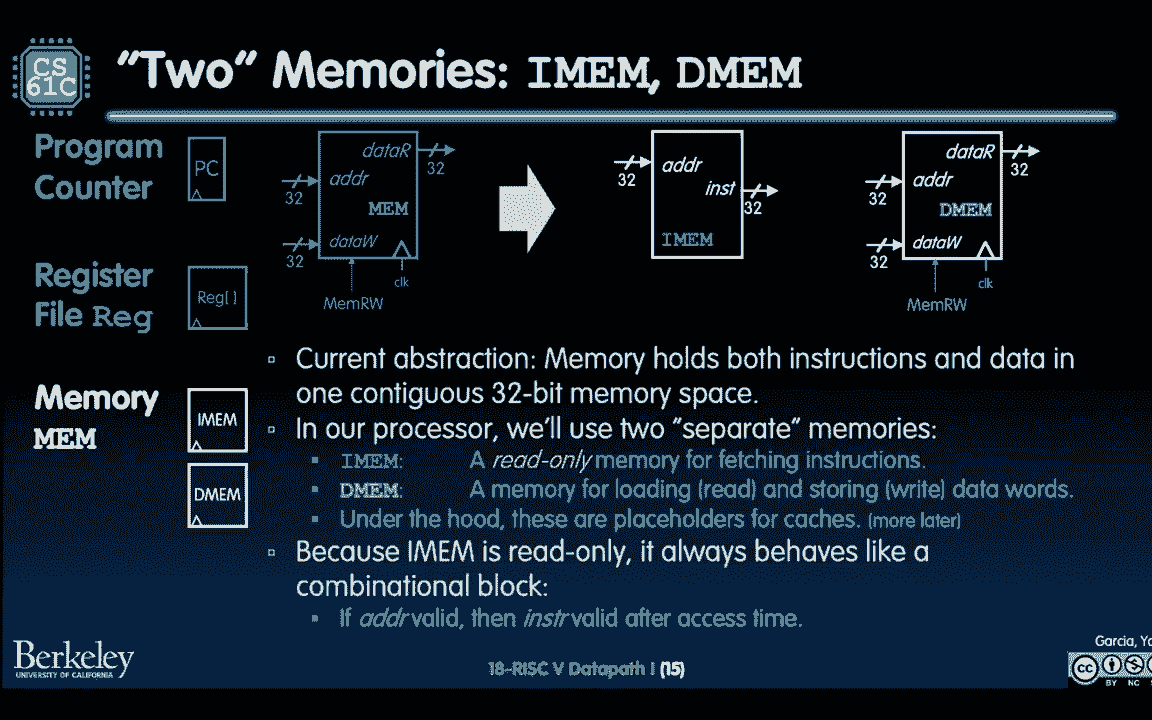 CS
61C
"Two" Memories: IMEM, DMEM
Program
Counter
PC
dataR
32
addr
32
MEM
dataW
32
clk
MemRW
addr
32
inst
32
IMEM
dataR
32
addr
32
DMEM
dataW
32
clk
MemRW
Register
File Reg
Reg[]
Memory
MEM
IMEM
DMEM
▫ Current abstraction: Memory holds both instructions and data in
one contiguous 32-bit memory space.
▫ In our processor, we'll use two "separate" memories:
▪ IMEM: A read-only memory for fetching instructions.
▪ DMEM: A memory for loading (read) and storing (write) data words.
▪ Under the hood, these are placeholders for caches. (more later)
▫ Because IMEM is read-only, it always behaves like a
combinational block:
▪ If addr valid, then instr valid after access time.
Berkeley
UNIVERSITY OF CALIFORNIA
18-RISC V Datapath I (15)
Garcia,
CC
BY NC